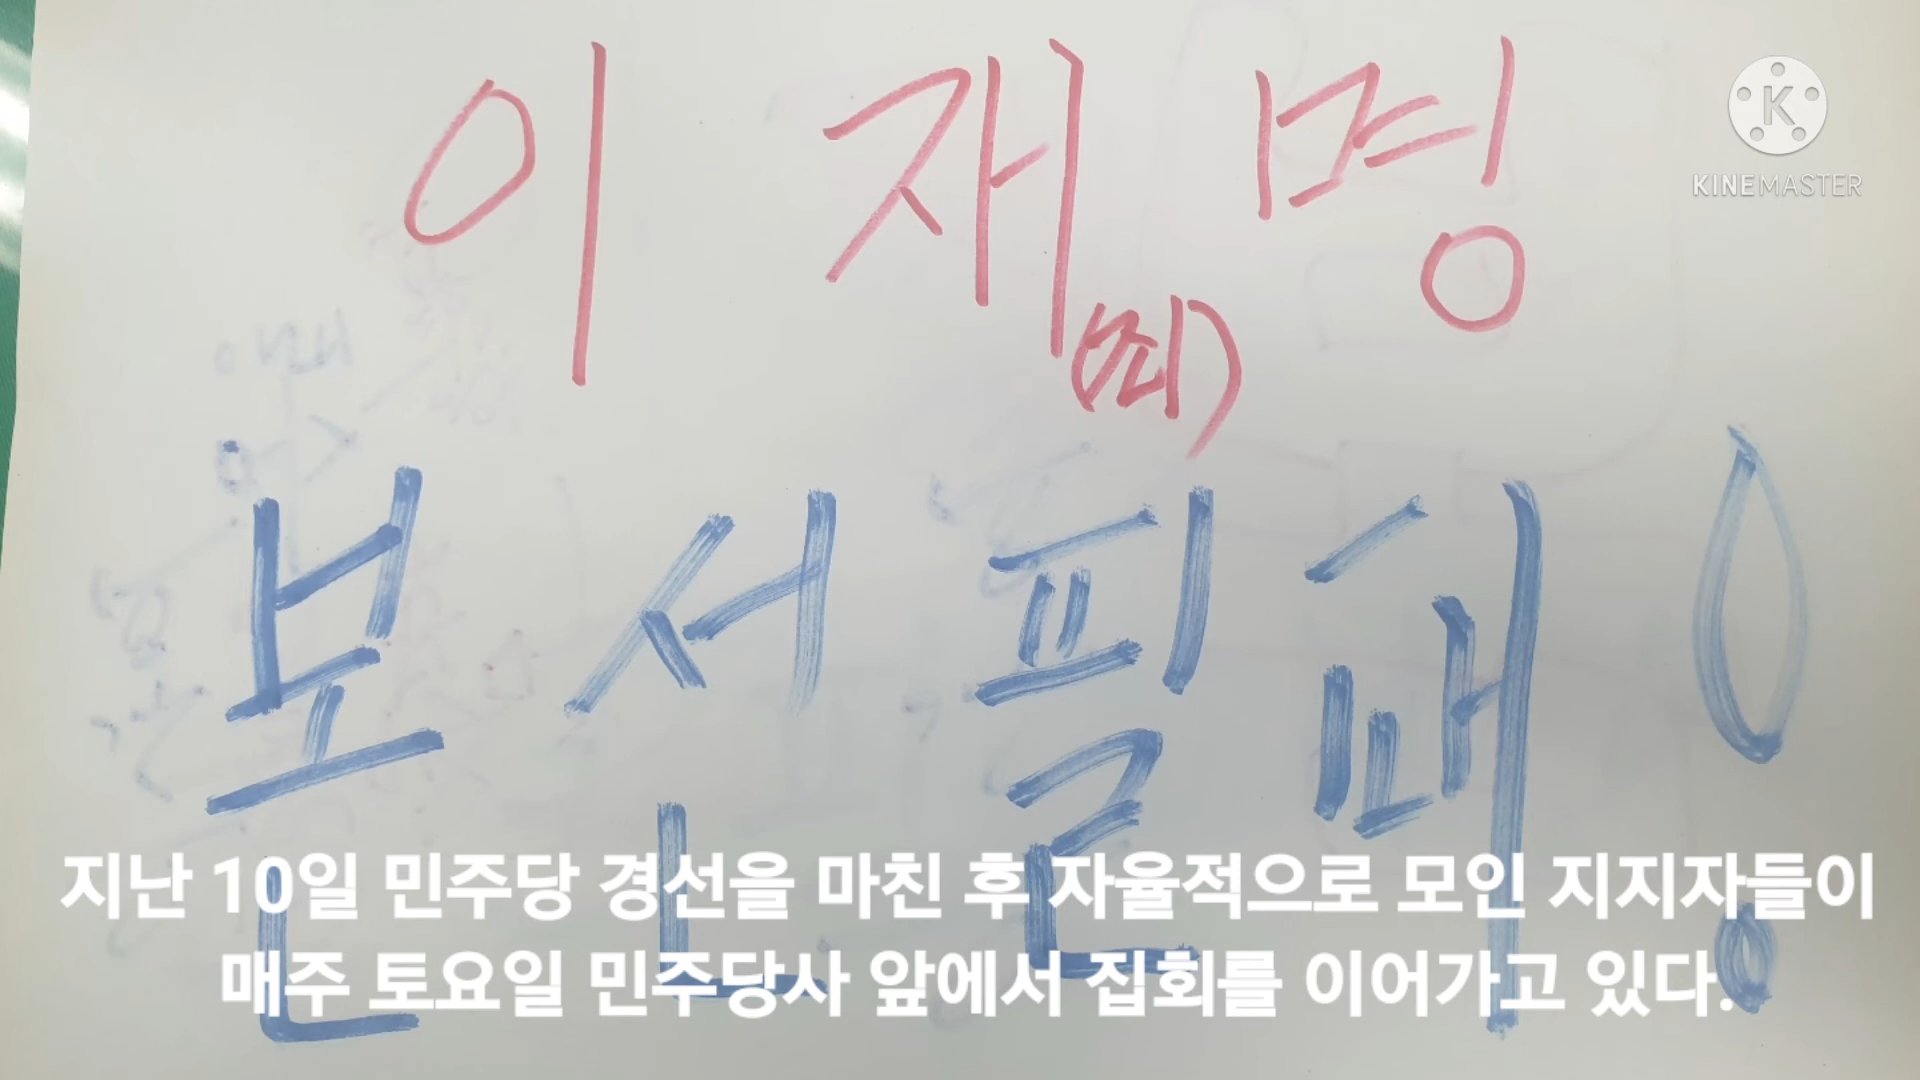 이 재 명
(찌)
KINEMASTER
본 선 필 패!
지난 10일 민주당 경선을 마친 후 자율적으로 모인 지지자들이
매주 토요일 민주당사 앞에서 집회를 이어가고 있다.